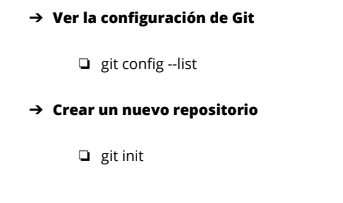 ➔ Ver la configuración de Git
❏ git config --list
➔ Crear un nuevo repositorio
❏ git init